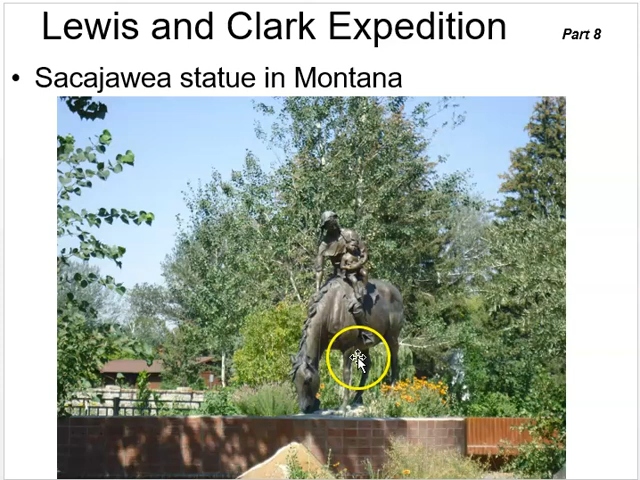 Lewis and Clark Expedition
Part 8
• Sacajawea statue in Montana